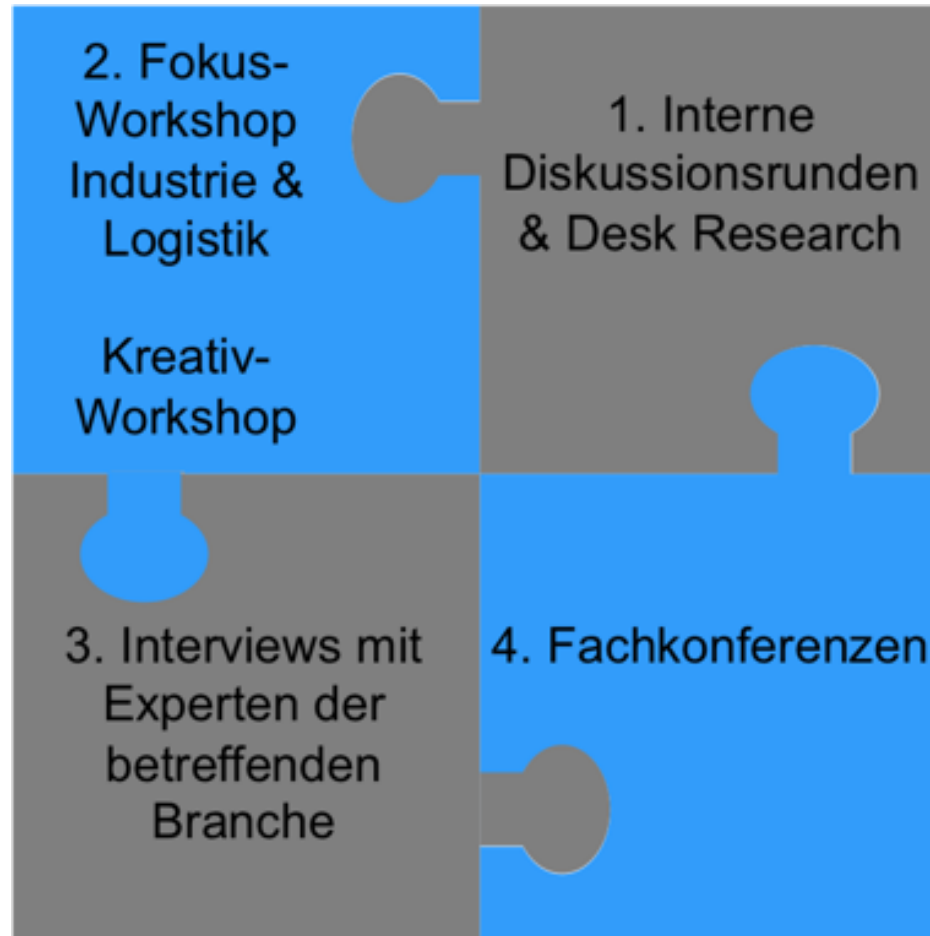 2. Fokus-
Workshop
Industrie &
Logistik
Kreativ-
Workshop
1. Interne
Diskussionsrunden
& Desk Research
3. Interviews mit
Experten der
betreffenden
Branche
4. Fachkonferenzen